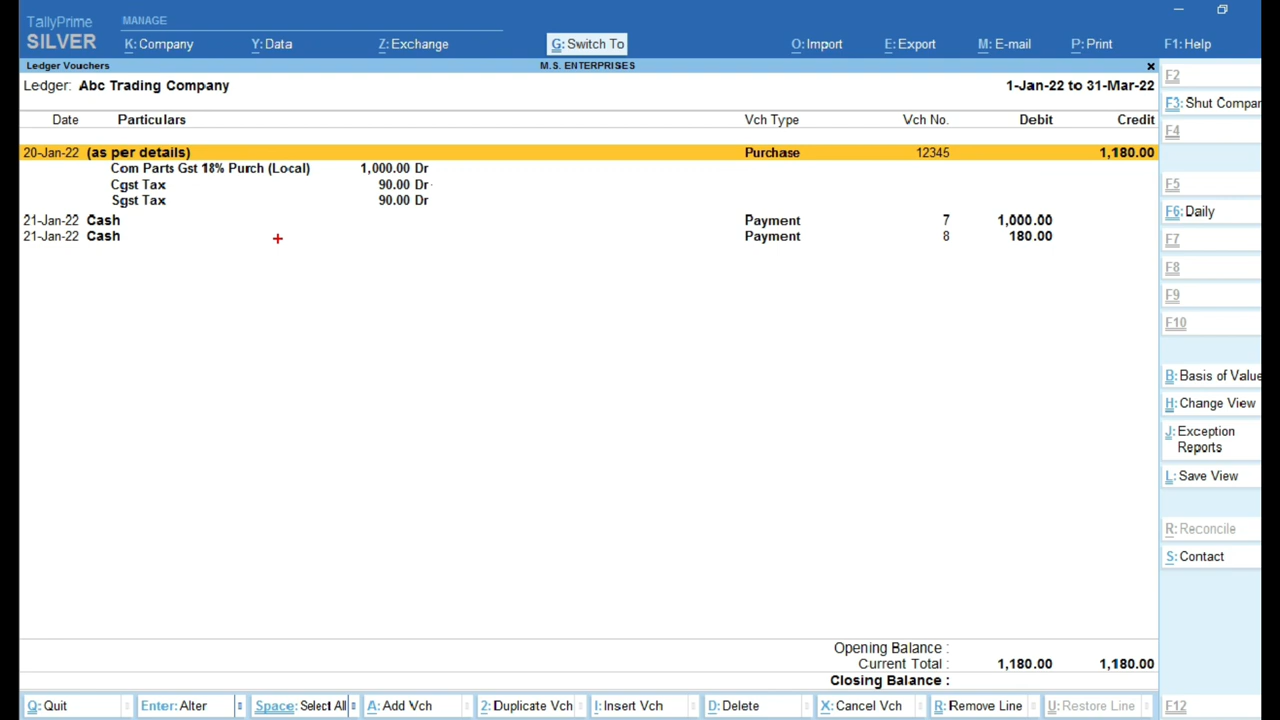 TallyPrime MANAGE
SILVER K: Company Y: Data Z: Exchange G: Switch To O: Import E: Export M: E-mail P: Print F1: Help
Ledger Vouchers M.S. ENTERPRISES x
Ledger: Abc Trading Company 1-Jan-22 to 31-Mar-22
Date Particulars Vch Type Vch No. Debit Credit
20-Jan-22 (as per details) Purchase 12345 1,180.00
Com Parts Gst 18% Purch (Local) 1,000.00 Dr
Cgst Tax 90.00 Dr
Sgst Tax 90.00 Dr
21-Jan-22 Cash Payment 7 1,000.00
21-Jan-22 Cash Payment 8 180.00
Opening Balance :
Current Total : 1,180.00 1,180.00
Closing Balance :
F2
F3: Shut Compar
F4
F5
F6: Daily
F7
F8
F9
F10
B: Basis of Value
H: Change View
J: Exception
Reports
L: Save View
R: Reconcile
S: Contact
Q: Quit Enter: Alter Space: Select All A: Add Vch 2: Duplicate Vch I: Insert Vch D: Delete X: Cancel Vch R: Remove Line U: Restore Line F12